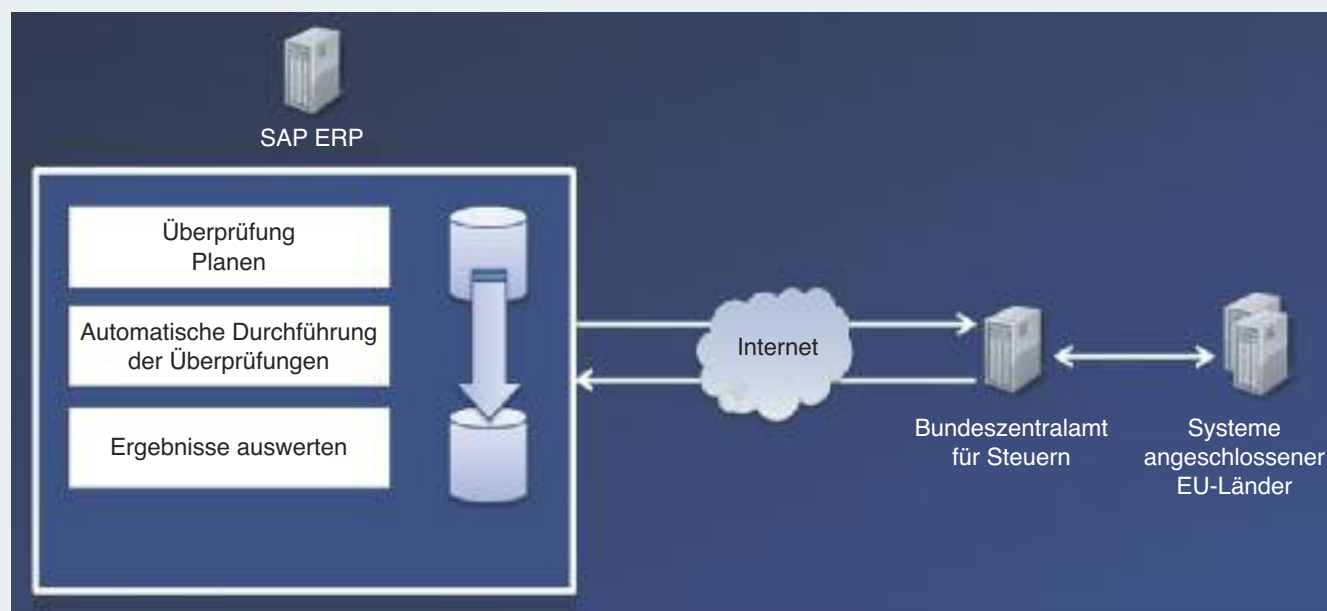 SAP ERP
Überprüfung
Planen
Automatische Durchführung
der Überprüfungen
Ergebnisse auswerten
Internet
Bundeszentralamt
für Steuern
Systeme
angeschlossener
EU-Länder